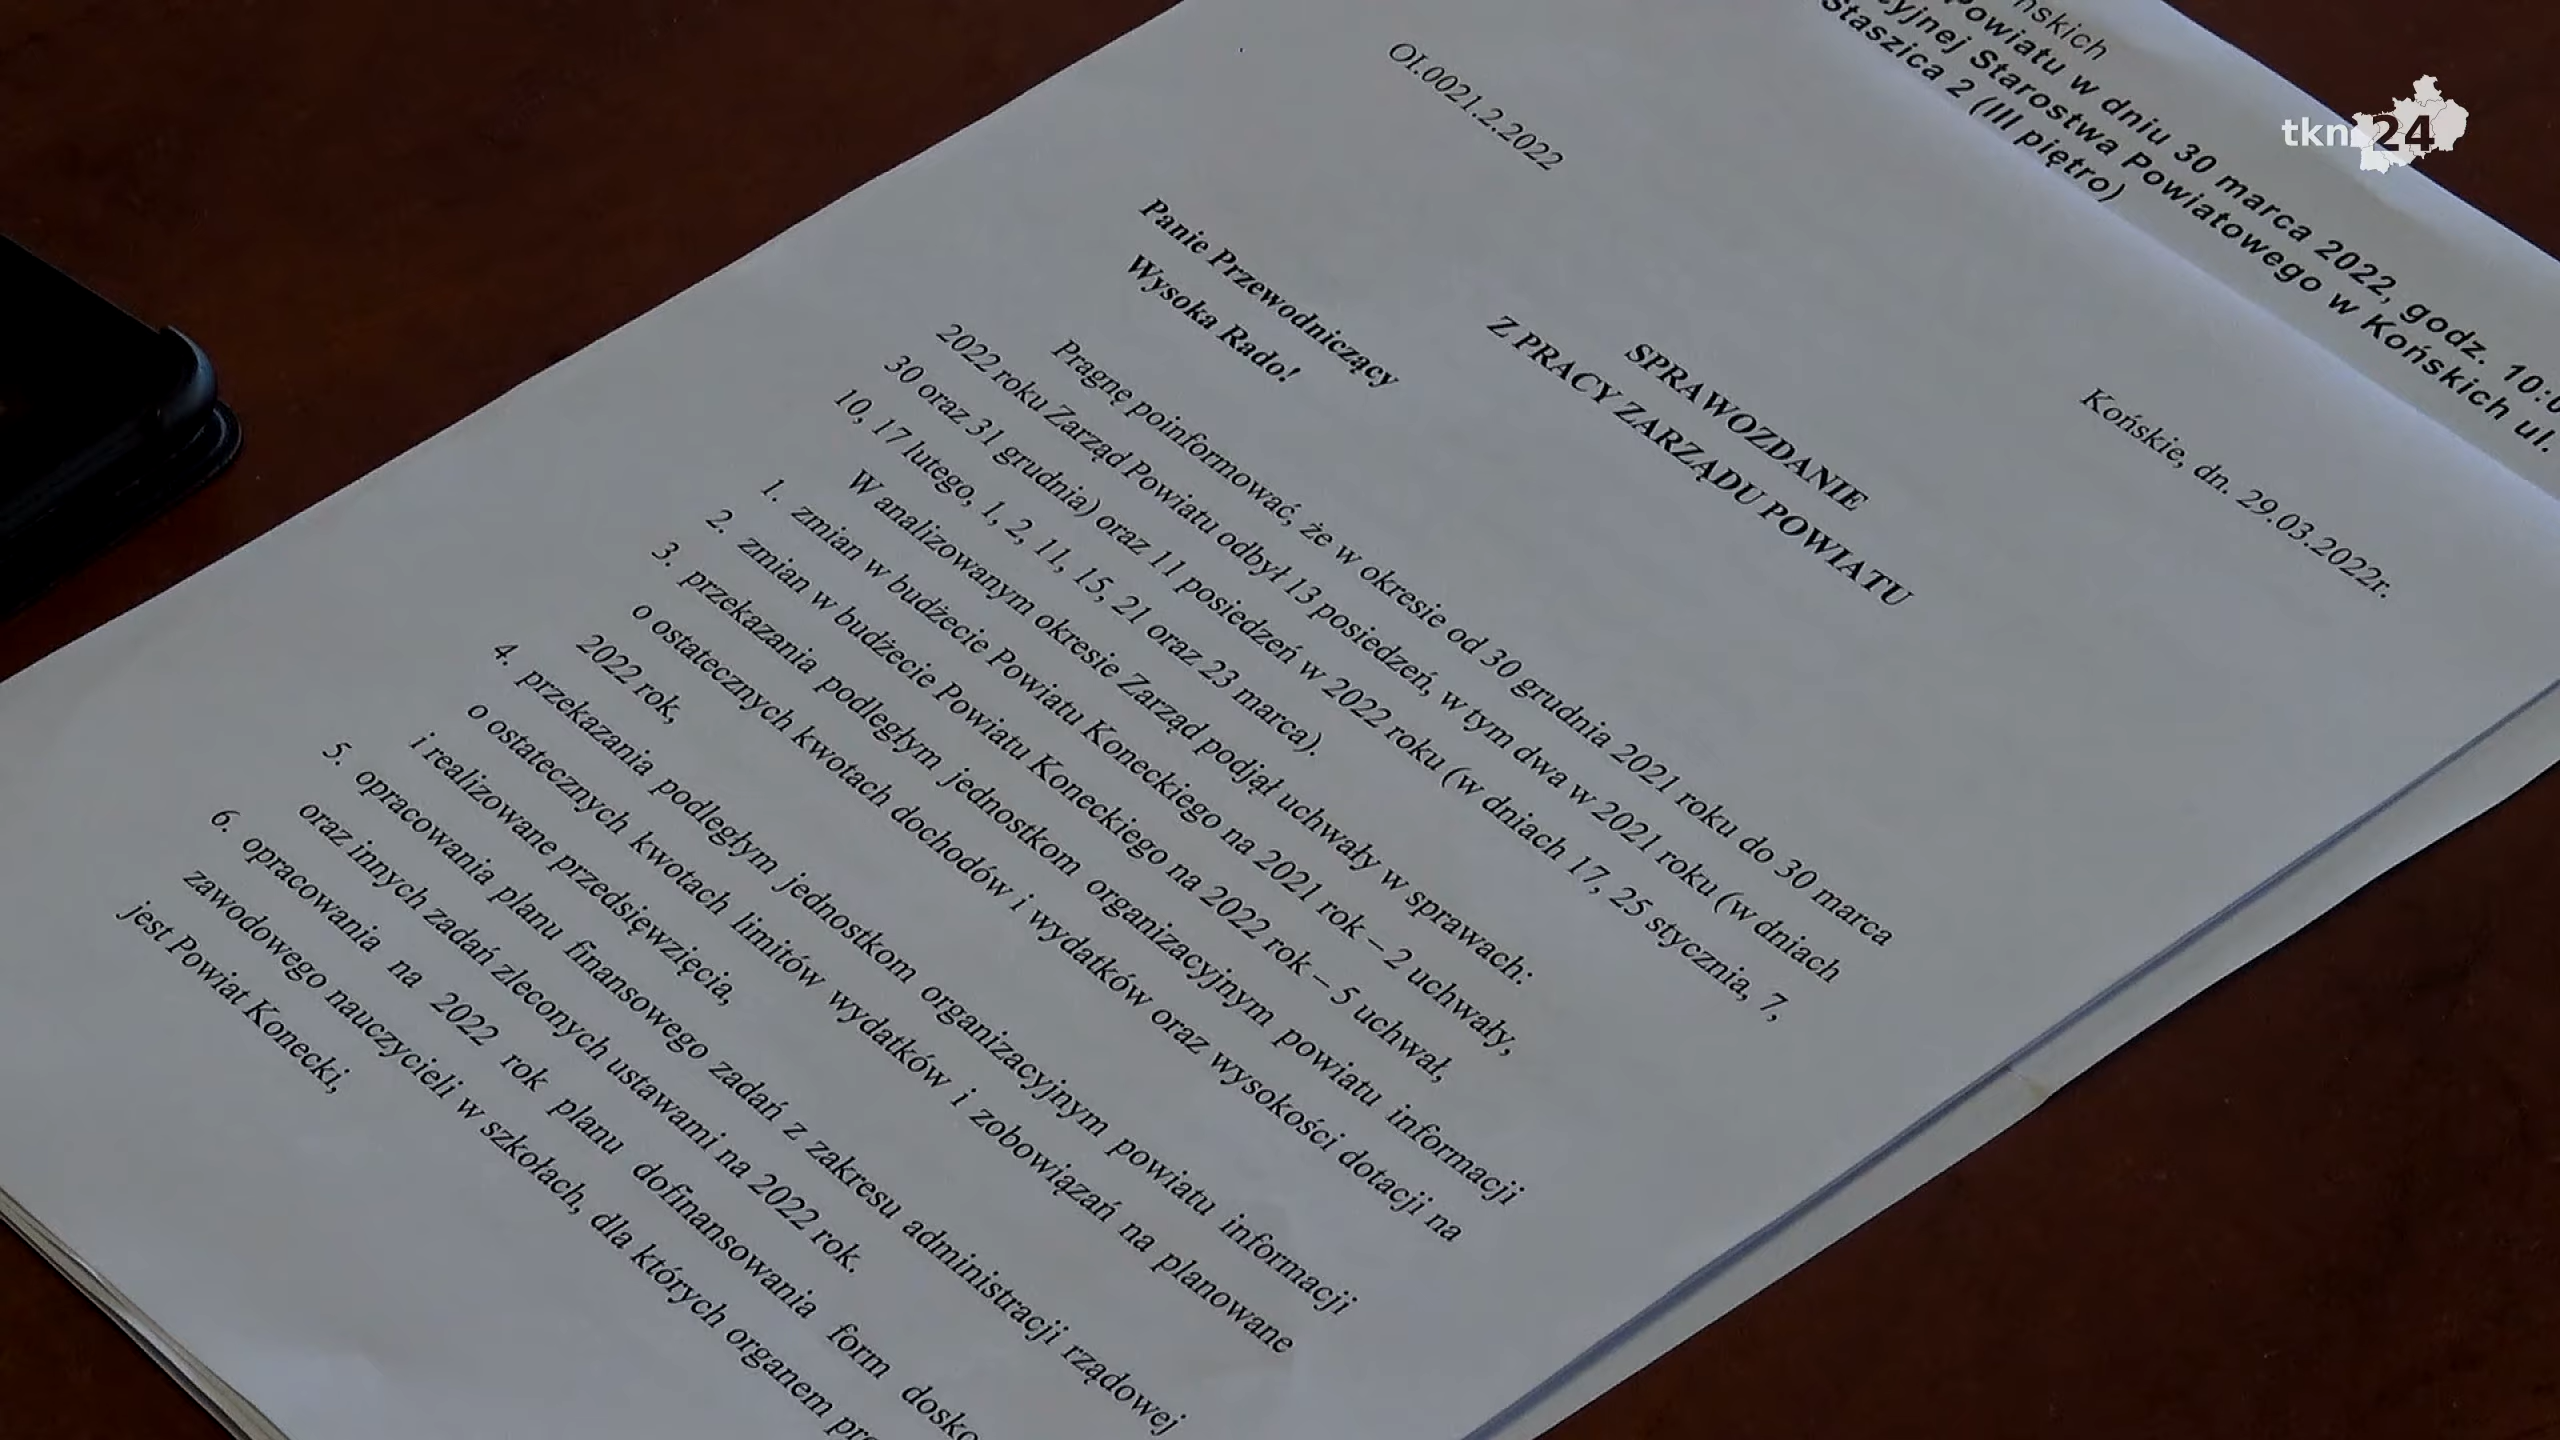 ńskich
Powiatu w dniu 30 marca 2022, godz.
Starostwa Powiatowego w Końskich ul.
Staszica 2 (III piętro)
tkn24
OI.0021.2.2022
Końskie, dn. 29.03.2022r.
SPRAWOZDANIE
Z PRACY ZARZĄDU POWIATU
Panie Przewodniczący
Wysoka Rado!
Pragnę poinformować, że w okresie od 30 grudnia 2021 roku do 30 marca
2022 roku Zarząd Powiatu odbył 13 posiedzeń, w tym dwa w 2021 roku (w dniach
30 oraz 31 grudnia) oraz 11 posiedzeń w 2022 roku (w dniach 17, 25 stycznia, 7,
10, 17 lutego, 1, 2, 11, 15, 21 oraz 23 marca).
W analizowanym okresie Zarząd podjął uchwały w sprawach:
1. zmian w budżecie Powiatu Koneckiego na 2021 rok – 2 uchwały,
2. zmian w budżecie Powiatu Koneckiego na 2022 rok – 5 uchwał,
3. przekazania podległym jednostkom organizacyjnym powiatu informacji
o ostatecznych kwotach dochodów i wydatków oraz wysokości dotacji na
2022 rok,
4. przekazania podległym jednostkom organizacyjnym powiatu informacji
o ostatecznych kwotach limitów wydatków i zobowiązań na planowane
i realizowane przedsięwzięcia,
5. opracowania planu finansowego zadań z zakresu administracji rządowej
oraz innych zadań zleconych ustawami na 2022 rok.
6. opracowania na 2022 rok planu dofinansowania form
zawodowego nauczycieli w szkołach, dla których organem
jest Powiat Konecki,